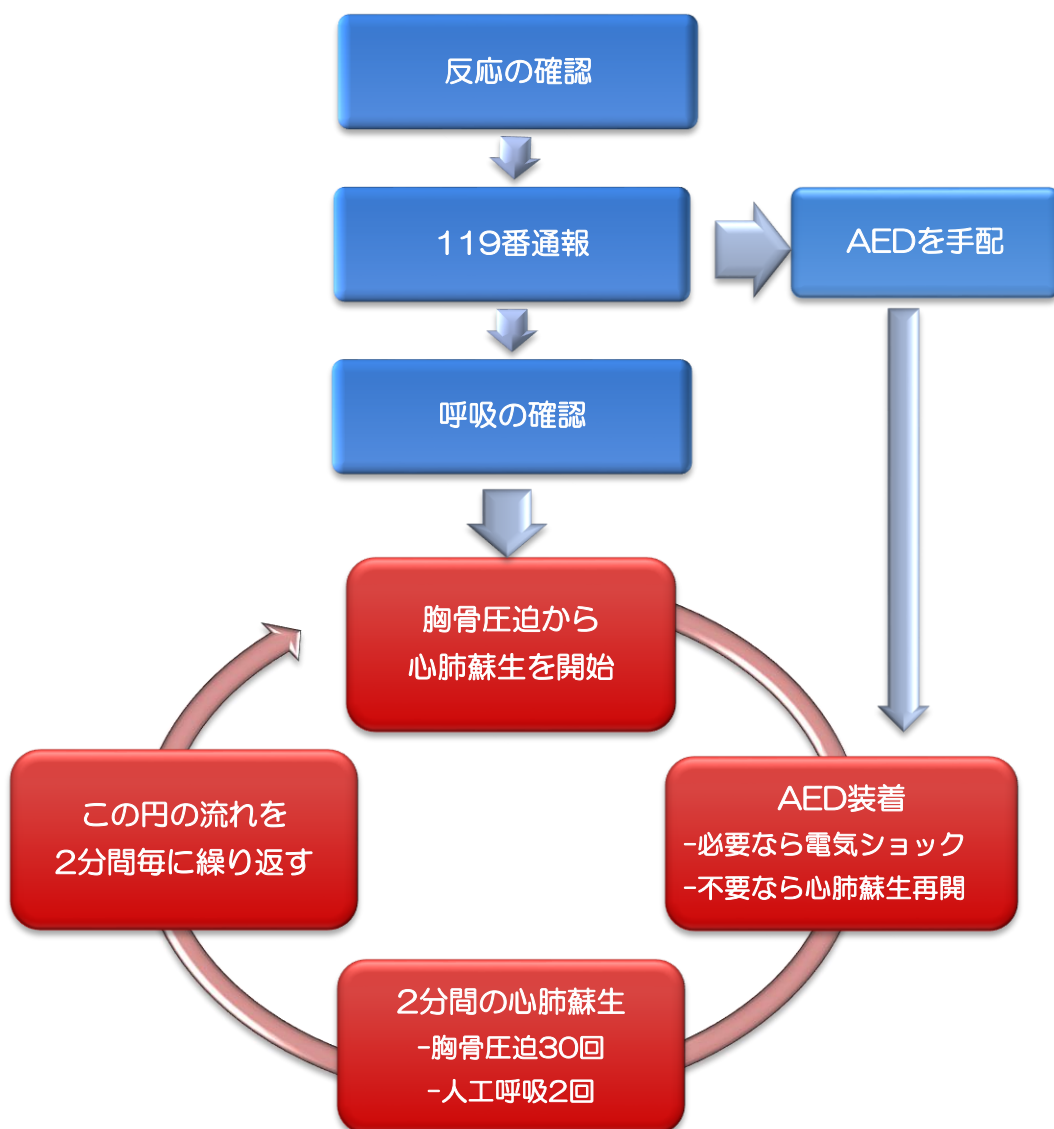 反応の確認
119番通報
AEDを手配
呼吸の確認
胸骨圧迫から
心肺蘇生を開始
AED装着
-必要なら電気ショック
-不要なら心肺蘇生再開
2分間の心肺蘇生
-胸骨圧迫30回
-人工呼吸2回
この円の流れを
2分間毎に繰り返す